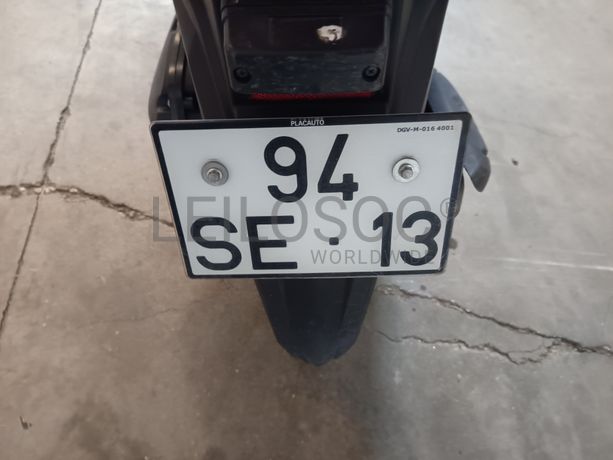 PLACAUTO
DGV-M-016 4001
94
SE·13
LEILOSOC©
WORLDWIDE